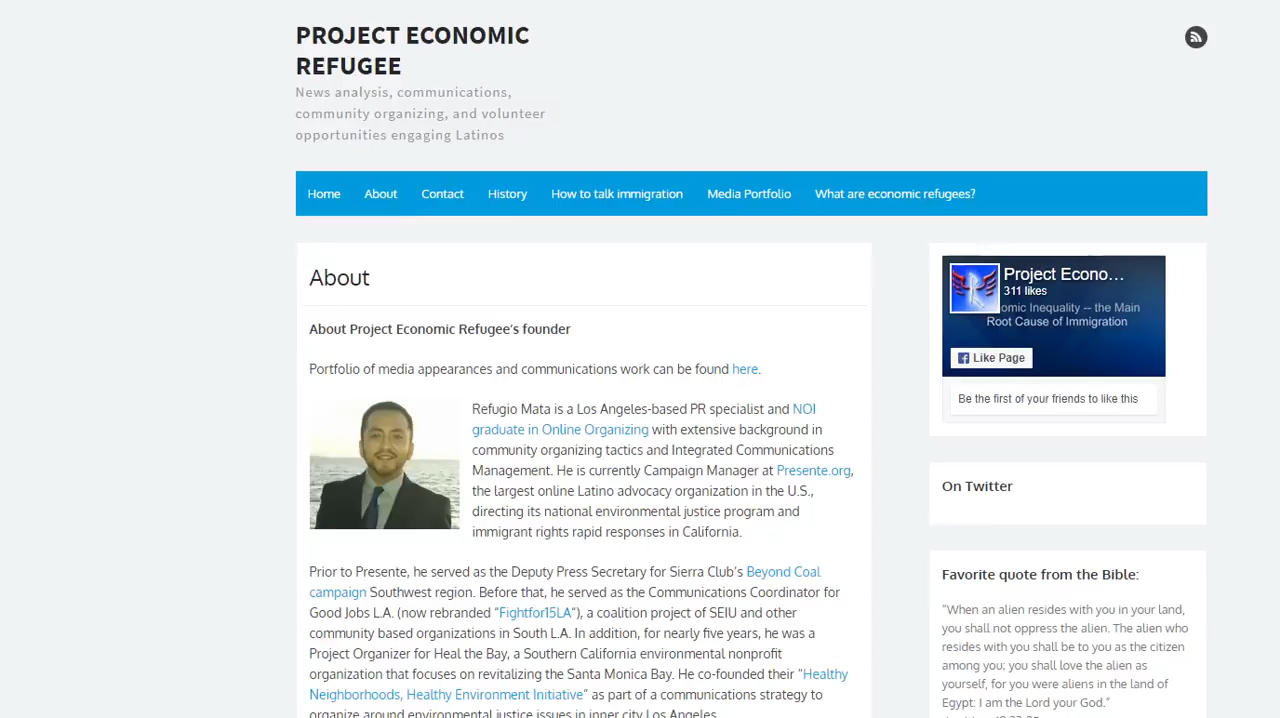 PROJECT ECONOMIC
REFUGEE
News analysis, communications,
community organizing, and volunteer
opportunities engaging Latinos
Home About Contact History How to talk immigration Media Portfolio What are economic refugees?
About
About Project Economic Refugee's founder
Portfolio of media appearances and communications work can be found here.
Refugio Mata is a Los Angeles-based PR specialist and NOI
graduate in Online Organizing with extensive background in
community organizing tactics and Integrated Communications
Management. He is currently Campaign Manager at Presente.org,
the largest online Latino advocacy organization in the U.S.,
directing its national environmental justice program and
immigrant rights rapid responses in California.
Prior to Presente, he served as the Deputy Press Secretary for Sierra Club's Beyond Coal
campaign Southwest region. Before that, he served as the Communications Coordinator for
Good Jobs L.A. (now rebranded "Fightfor15LA"), a coalition project of SEIU and other
community based organizations in South L.A. In addition, for nearly five years, he was a
Project Organizer for Heal the Bay, a Southern California environmental nonprofit
organization that focuses on revitalizing the Santa Monica Bay. He co-founded their "Healthy
Neighborhoods, Healthy Environment Initiative" as part of a communications strategy to
organize around environmental justice issues in inner city Los Angeles.
Project Econo...
311 likes
omic Inequality -- the Main
Root Cause of Immigration
Like Page
Be the first of your friends to like this
On Twitter
Favorite quote from the Bible:
"When an alien resides with you in your land,
you shall not oppress the alien. The alien who
resides with you shall be to you as the citizen
among you; you shall love the alien as
yourself, for you were aliens in the land of
Egypt: I am the Lord your God."